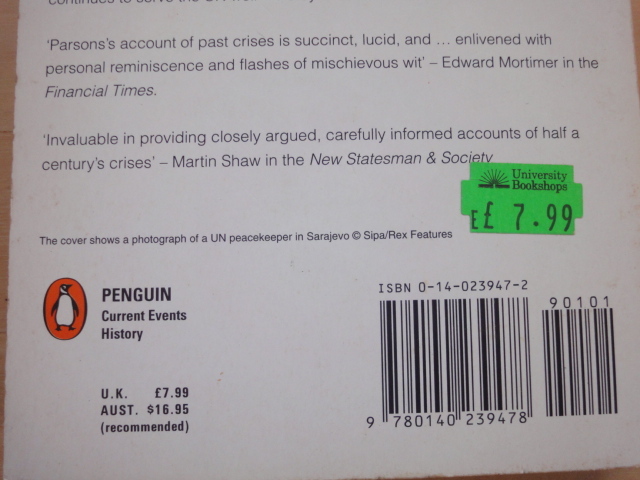 'Parsons's account of past crises is succinct, lucid, and … enlivened with
personal reminiscence and flashes of mischievous wit' – Edward Mortimer in the
Financial Times.
'Invaluable in providing closely argued, carefully informed accounts of half a
century's crises' – Martin Shaw in the New Statesman & Society
University
Bookshops
E£ 7.99
The cover shows a photograph of a UN peacekeeper in Sarajevo © Sipa/Rex Features
PENGUIN
Current Events
History
U.K. £7.99
AUST. $16.95
(recommended)
ISBN 0-14-023947-2
90101
9 780140 239478